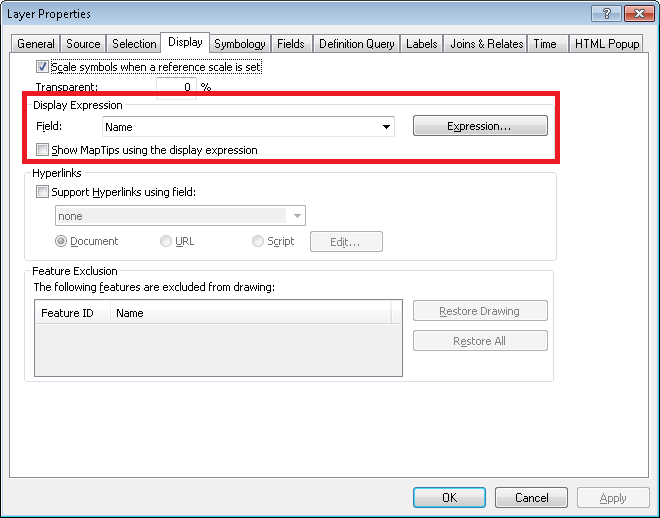 Layer Properties
General Source Selection Display Symbology Fields Definition Query Labels Joins & Relates Time HTML Popup
Scale symbols when a reference scale is set
Transparent: 0 %
Display Expression
Field: Name Expression...
Show MapTips using the display expression
Hyperlinks
Support Hyperlinks using field:
none
Document URL Script Edit...
Feature Exclusion
The following features are excluded from drawing:
Feature ID Name Restore Drawing
Restore All
OK Cancel Apply